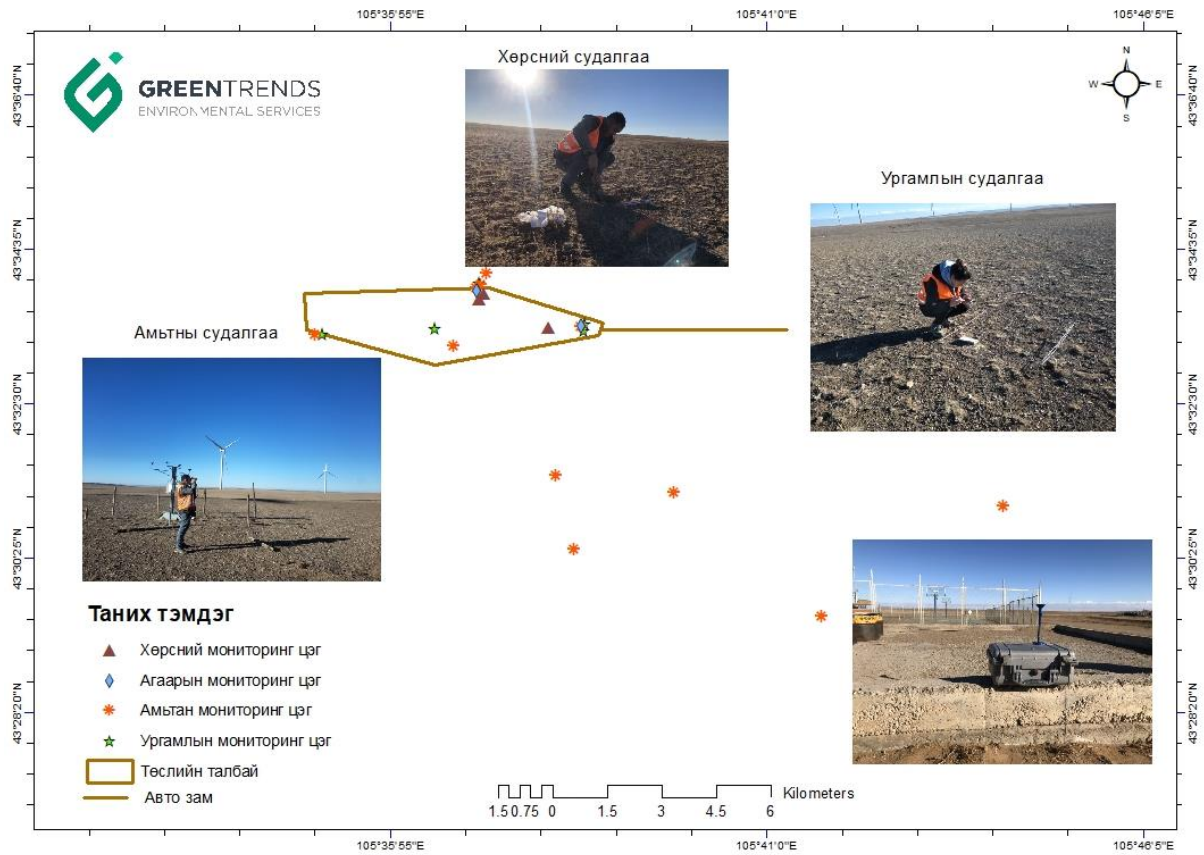 105°35'55"E
105°41'0"E
105°46'5"E
GREENTRENDS
ENVIRONMENTAL SERVICES
Хөрсний судалгаа
N
W
E
S
Ургамлын судалгаа
Амьтны судалгаа
43°36'40"N
43°34'35"N
43°32'30"N
43°30'25"N
43°28'20"N
43°36'40"N
43°34'35"N
43°32'30"N
43°30'25"N
43°28'20"N
Таних тэмдэг
Хөрсний мониторинг цэг
Агаарын мониторинг цэг
Амьтан мониторинг цэг
Ургамлын мониторинг цэг
Төслийн талбай
Авто зам
Kilometers
1.5 0.75 0 1.5 3 4.5 6
105°35'55"E
105°41'0"E
105°46'5"E